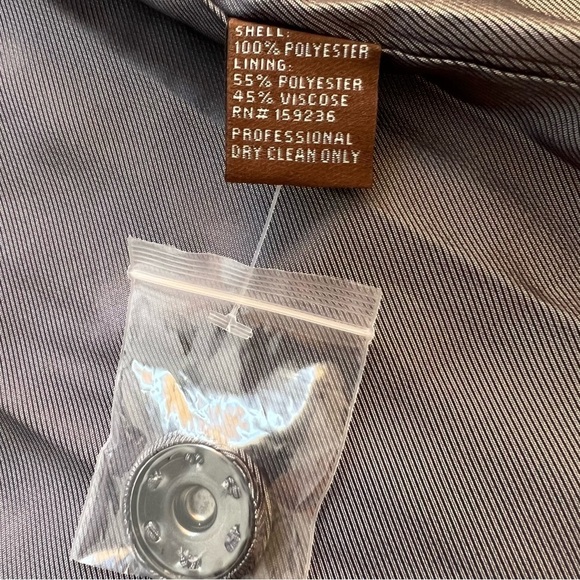 SHELL:
100% POLYESTER
LINING:
55% POLYESTER
45% VISCOSE
RN# 159236
PROFESSIONAL
DRY CLEAN ONLY